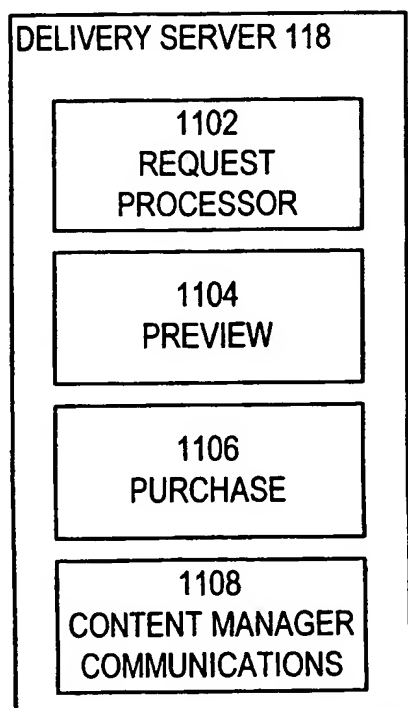 DELIVERY SERVER 118
1102
REQUEST
PROCESSOR
1104
PREVIEW
1106
PURCHASE
1108
CONTENT MANAGER
COMMUNICATIONS